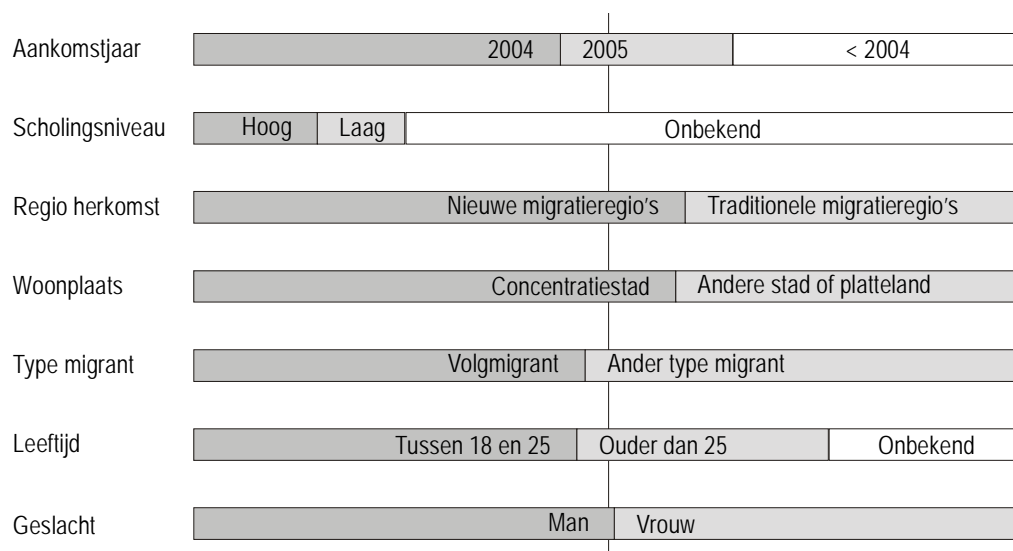 Aankomstjaar 2004 2005 < 2004
Scholingsniveau Hoog Laag Onbekend
Regio herkomst Nieuwe migratieregio's Traditionele migratieregio's
Woonplaats Concentratiestad Andere stad of platteland
Type migrant Volgmigrant Ander type migrant
Leeftijd Tussen 18 en 25 Ouder dan 25 Onbekend
Geslacht Man Vrouw